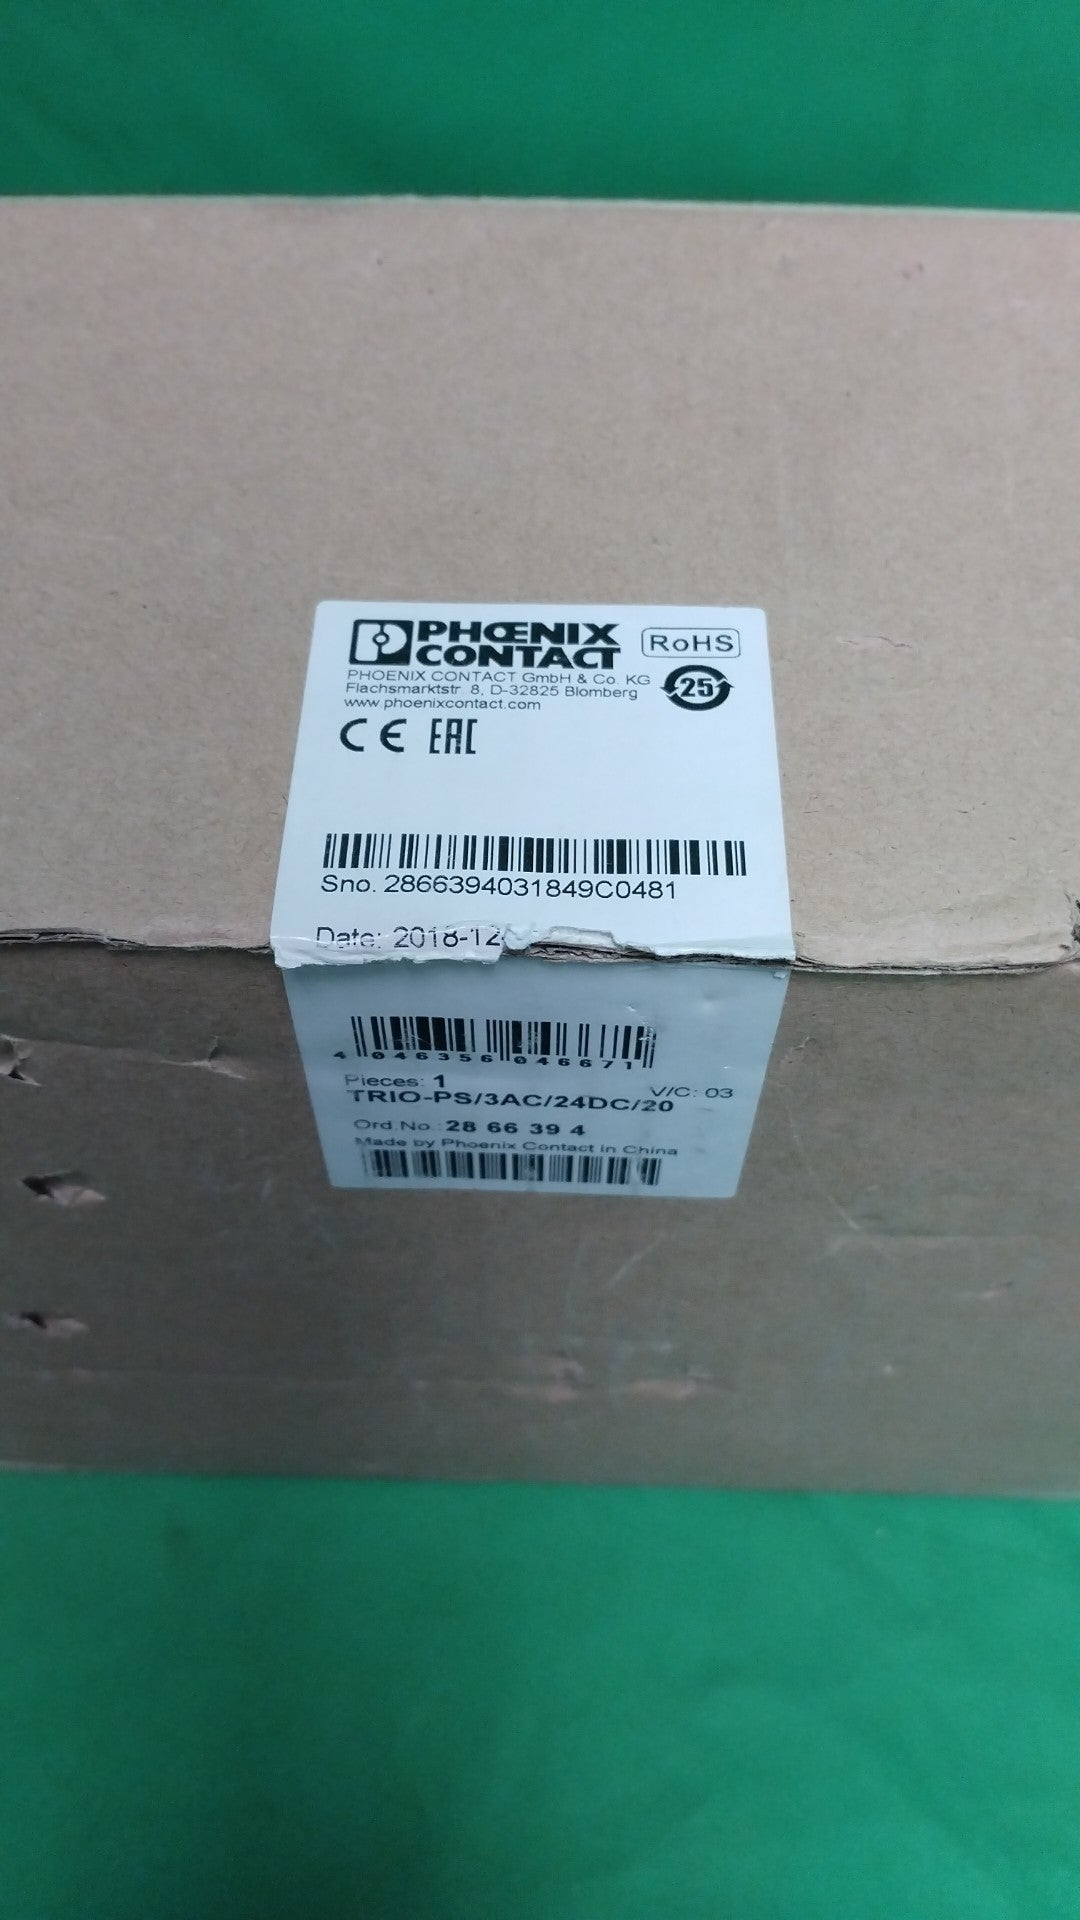 PHŒNIX
CONTACT
RoHS
PHOENIX CONTACT GmbH & Co. KG
Flachsmarktstr. 8, D-32825 Blomberg
www.phoenixcontact.com
25
CE EAC
Sno. 2866394031849C0481
Date: 2018-12
4 046356 046671
Pieces: 1
V/C: 03
TRIO-PS/3AC/24DC/20
Ord.No.: 28 66 39 4
Made by Phoenix Contact in China